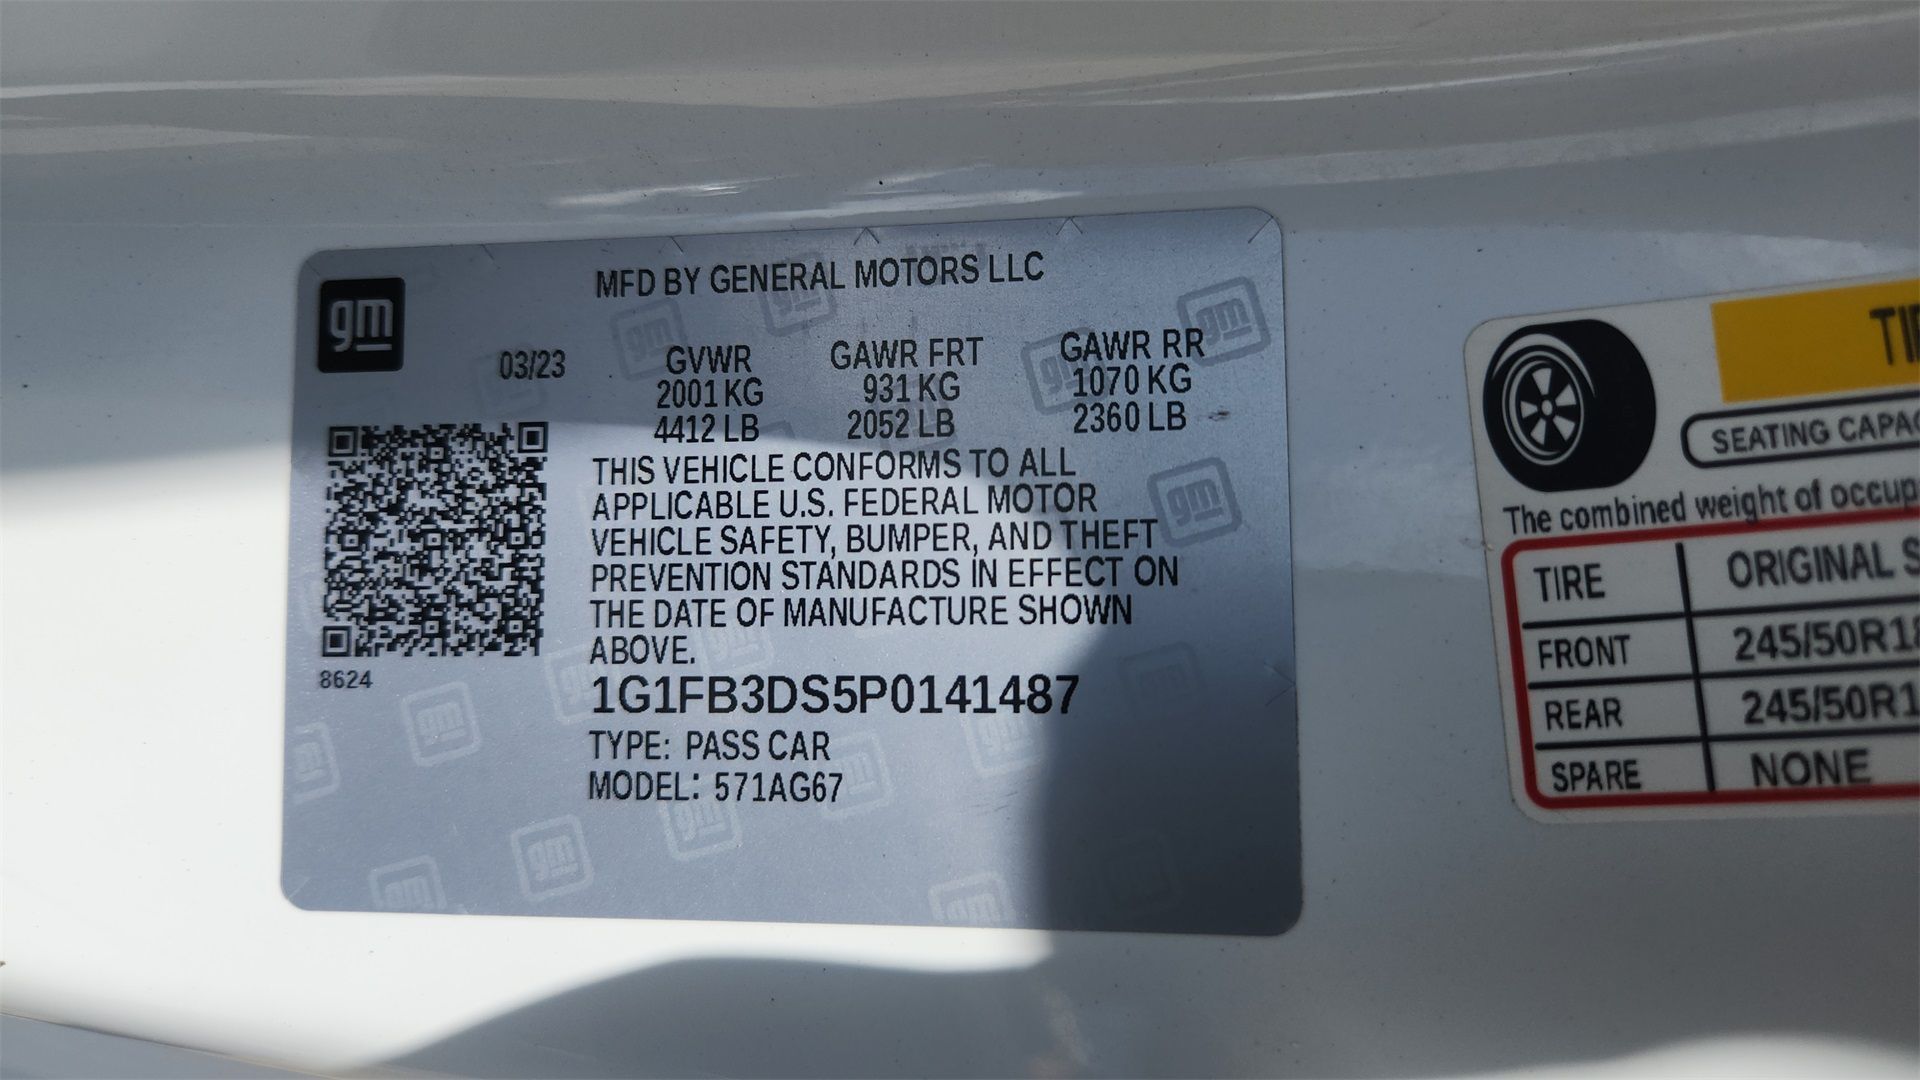 gm
MFD BY GENERAL MOTORS LLC
03/23
GVWR
2001 KG
4412 LB
GAWR FRT
931 KG
2052 LB
GAWR RR
1070 KG
2360 LB
THIS VEHICLE CONFORMS TO ALL
APPLICABLE U.S. FEDERAL MOTOR
VEHICLE SAFETY, BUMPER, AND THEFT
PREVENTION STANDARDS IN EFFECT ON
THE DATE OF MANUFACTURE SHOWN
ABOVE.
8624
1G1FB3DS5P0141487
TYPE: PASS CAR
MODEL: 571AG67
SEATING
The combined weight of
TIRE ORIGINAL
FRONT
REAR
SPARE NONE